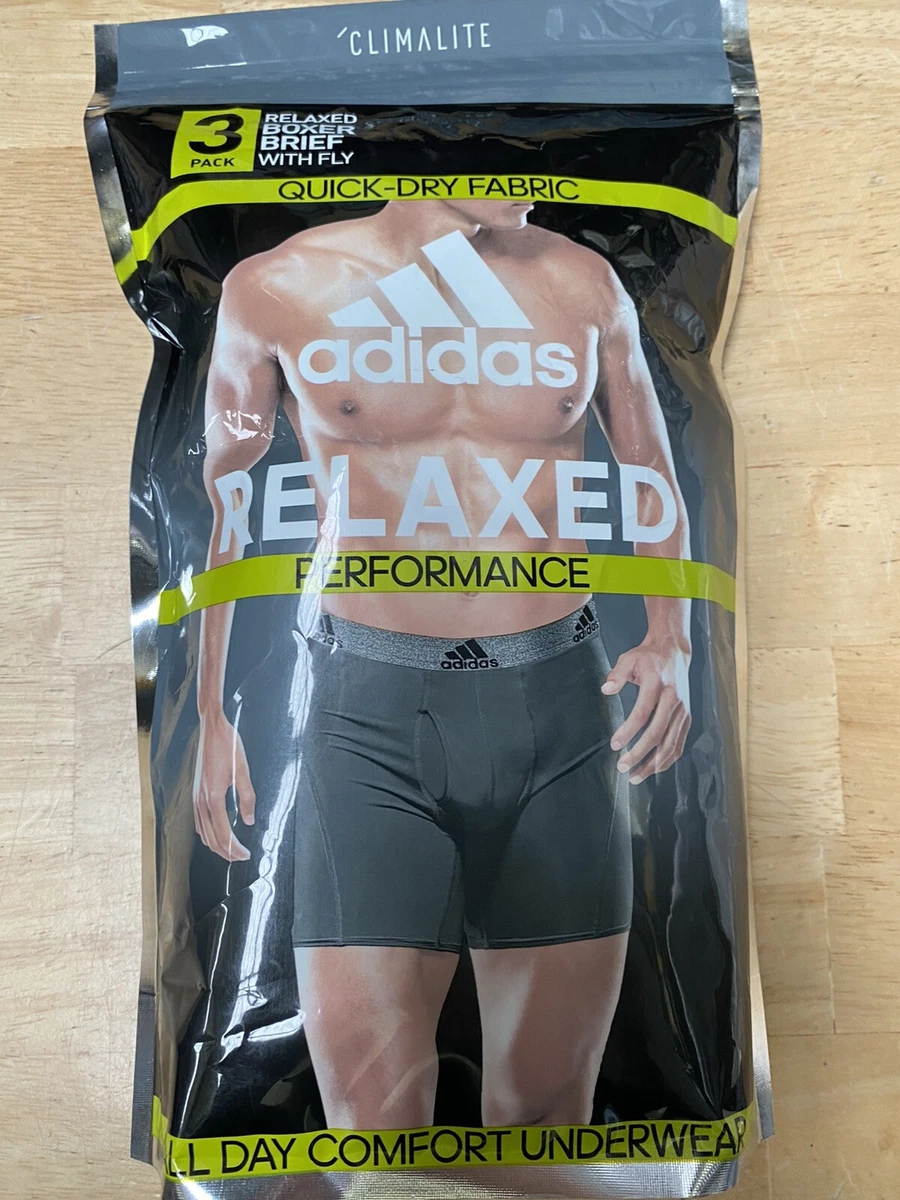 ´CLIMALITE
3
PACK
RELAXED
BOXER
BRIEF
WITH FLY
QUICK-DRY FABRIC
adidas
RELAXED
PERFORMANCE
adidas
adidas
ALL DAY COMFORT UNDERWEAR